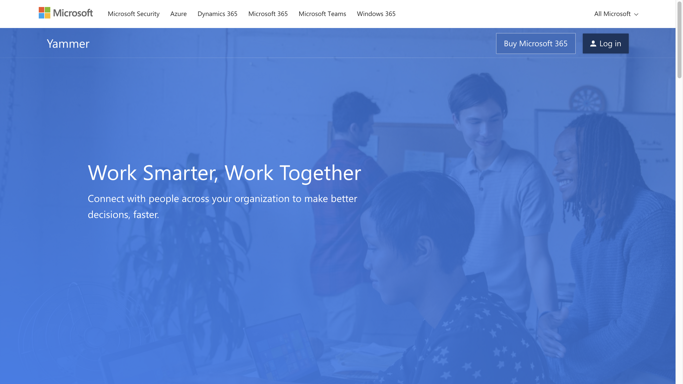 Microsoft
Microsoft Security Azure Dynamics 365 Microsoft 365 Microsoft Teams Windows 365 All Microsoft
Yammer
Buy Microsoft 365
Log in
Work Smarter, Work Together
Connect with people across your organization to make better
decisions, faster.